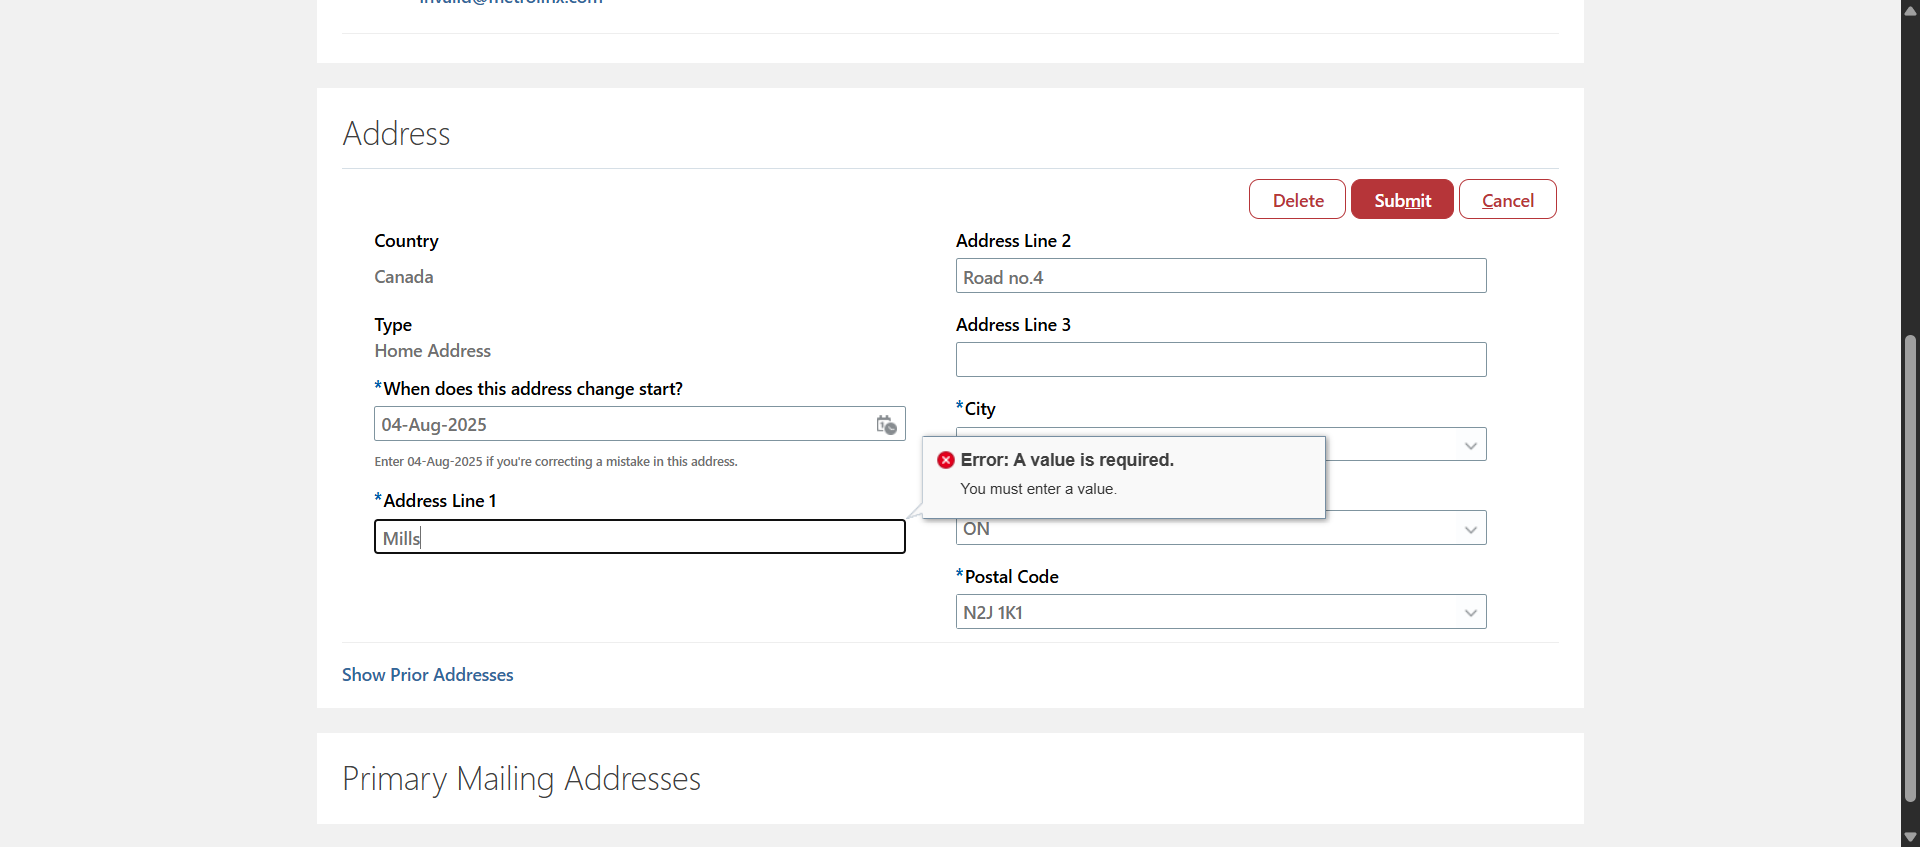 invalid@metrolinx.com
Address
Delete
Submit
Cancel
Country
Canada
Type
Home Address
*When does this address change start?
04-Aug-2025
Enter 04-Aug-2025 if you're correcting a mistake in this address.
*Address Line 1
Mills
Address Line 2
Road no.4
Address Line 3
*City
Error: A value is required.
You must enter a value.
ON
*Postal Code
N2J 1K1
Show Prior Addresses
Primary Mailing Addresses